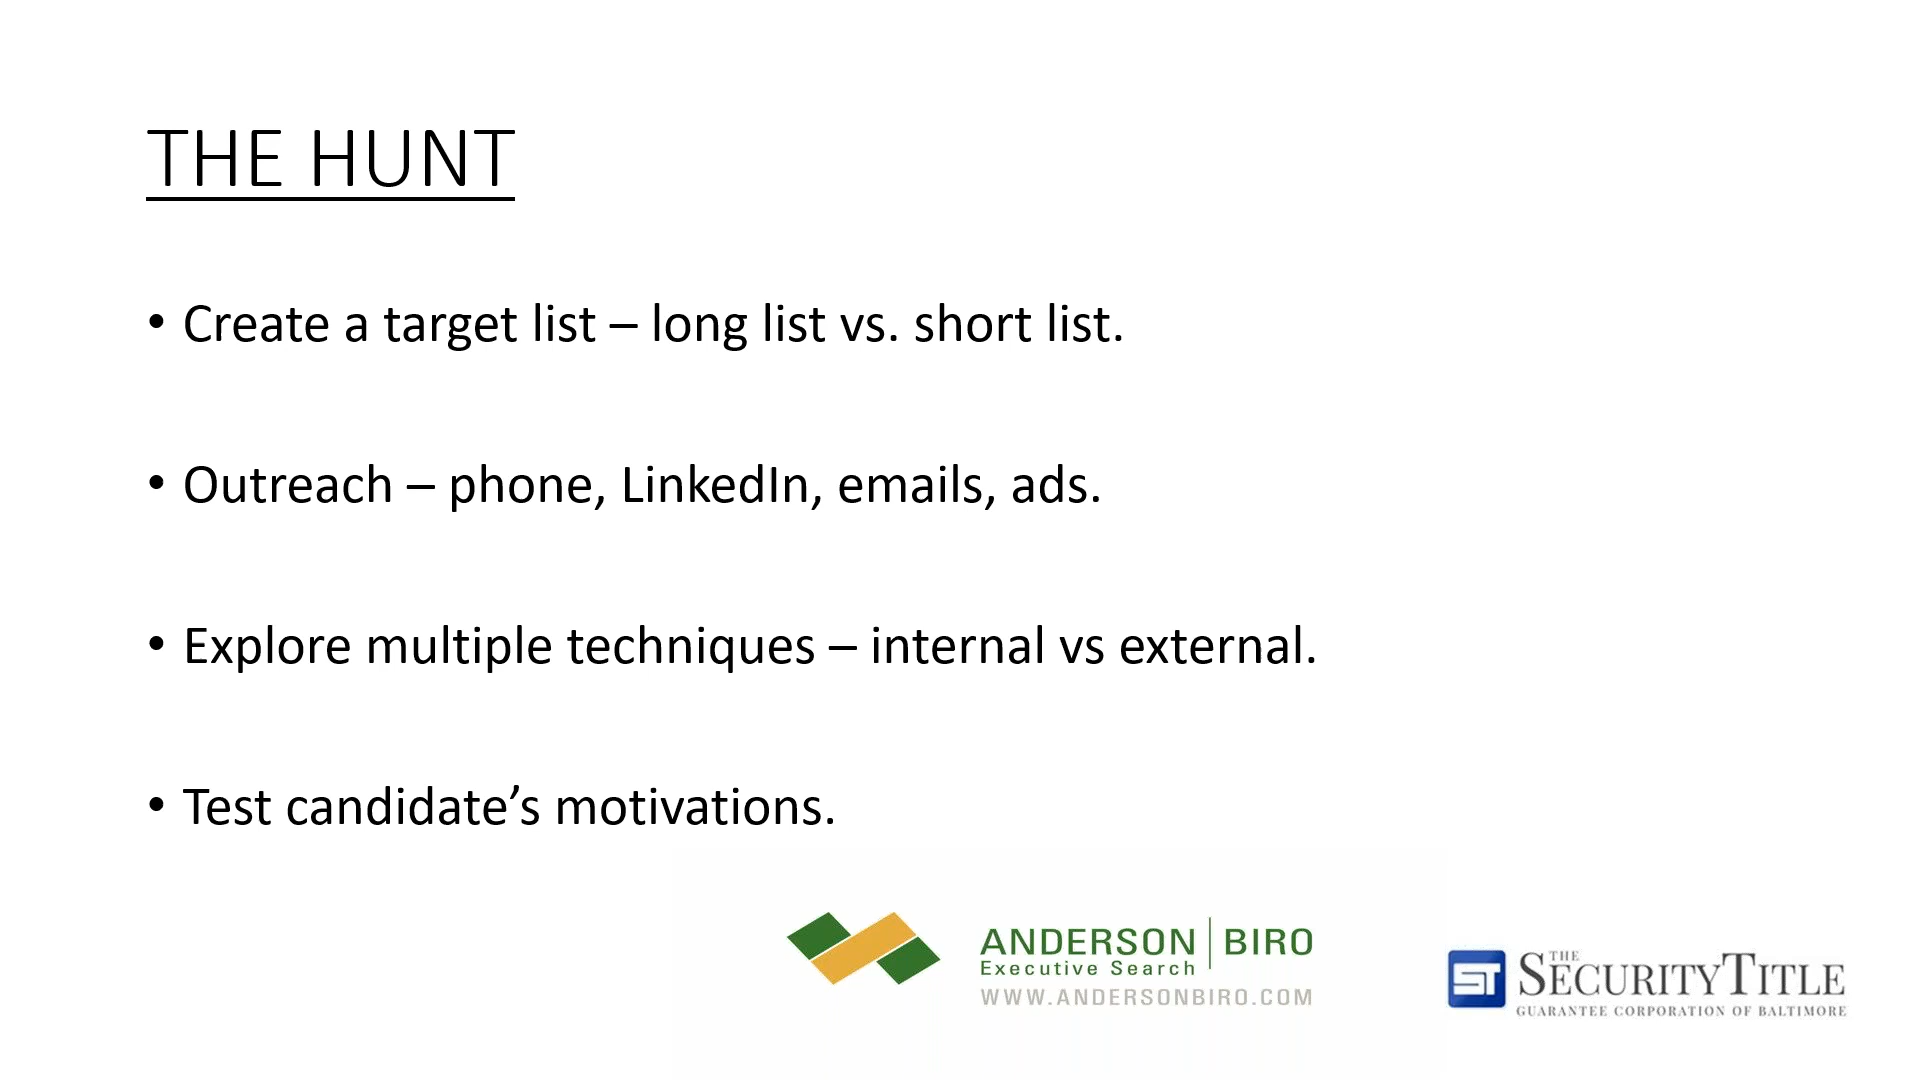 THE HUNT
• Create a target list – long list vs. short list.
• Outreach – phone, LinkedIn, emails, ads.
• Explore multiple techniques – internal vs external.
• Test candidate’s motivations.
ANDERSON | BIRO
Executive Search
WWW.ANDERSONBIRO.COM
ST
THE SECURITY TITLE
GUARANTEE CORPORATION OF BALTIMORE